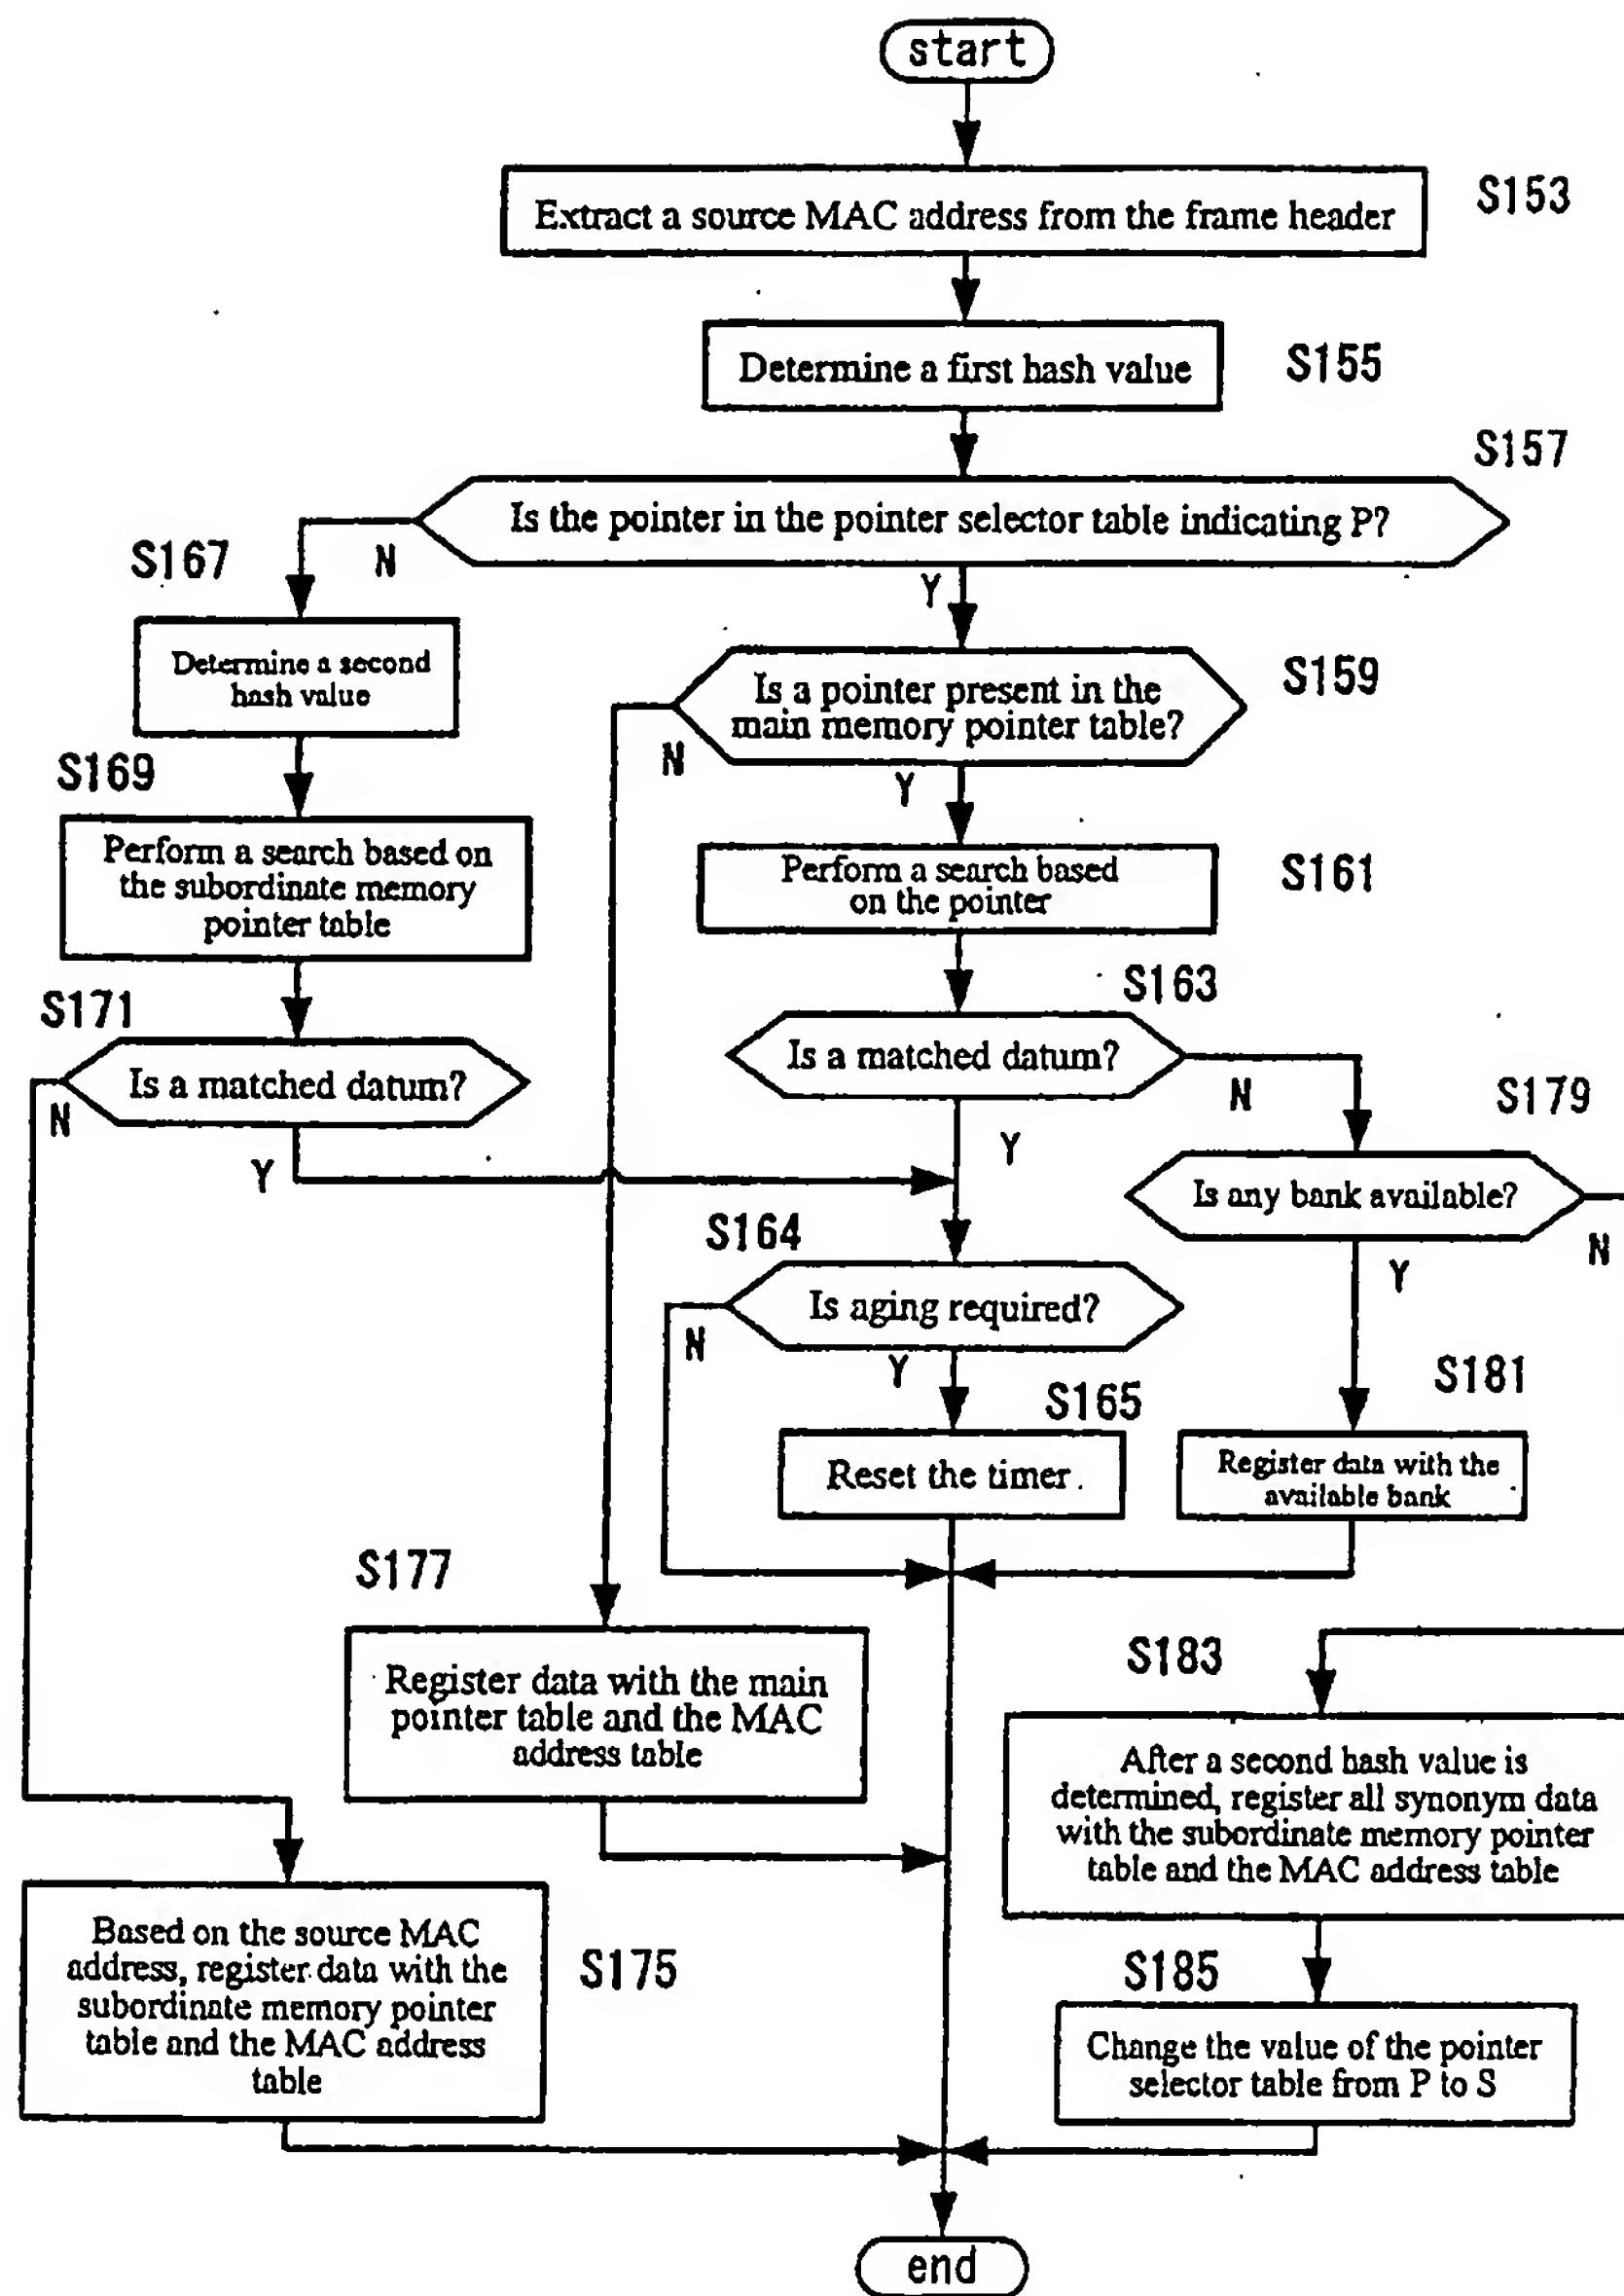 start
Extract a source MAC address from the frame header
S153
Determine a first hash value
S155
S157
Is the pointer in the pointer selector table indicating P?
S167
N
Y
Determine a second
hash value
Is a pointer present in the
main memory pointer table?
S159
N
Y
S169
Perform a search based on
the subordinate memory
pointer table
Perform a search based
on the pointer
S161
S163
S171
Is a matched datum?
N
Y
Is a matched datum?
N
Y
S179
Is any bank available?
N
Y
S164
Is aging required?
N
Y
S165
Reset the timer
S181
Register data with the
available bank
S177
Register data with the main
pointer table and the MAC
address table
S183
After a second hash value is
determined, register all synonym data
with the subordinate memory pointer
table and the MAC address table
Based on the source MAC
address, register data with the
subordinate memory pointer
table and the MAC address
table
S175
S185
Change the value of the pointer
selector table from P to S
end